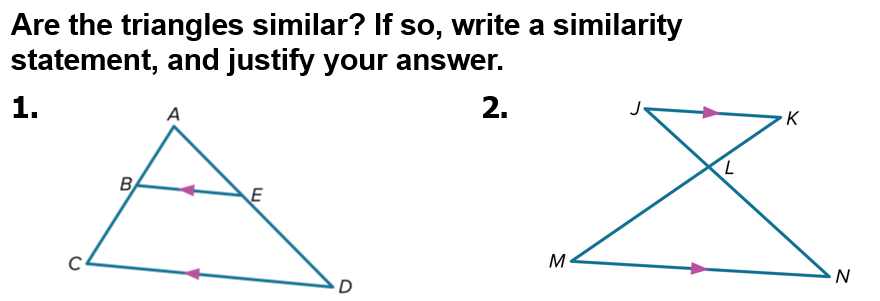 Are the triangles similar? If so, write a similarity
statement, and justify your answer.
1.
A
B
E
C
D
2.
J
K
L
M
N